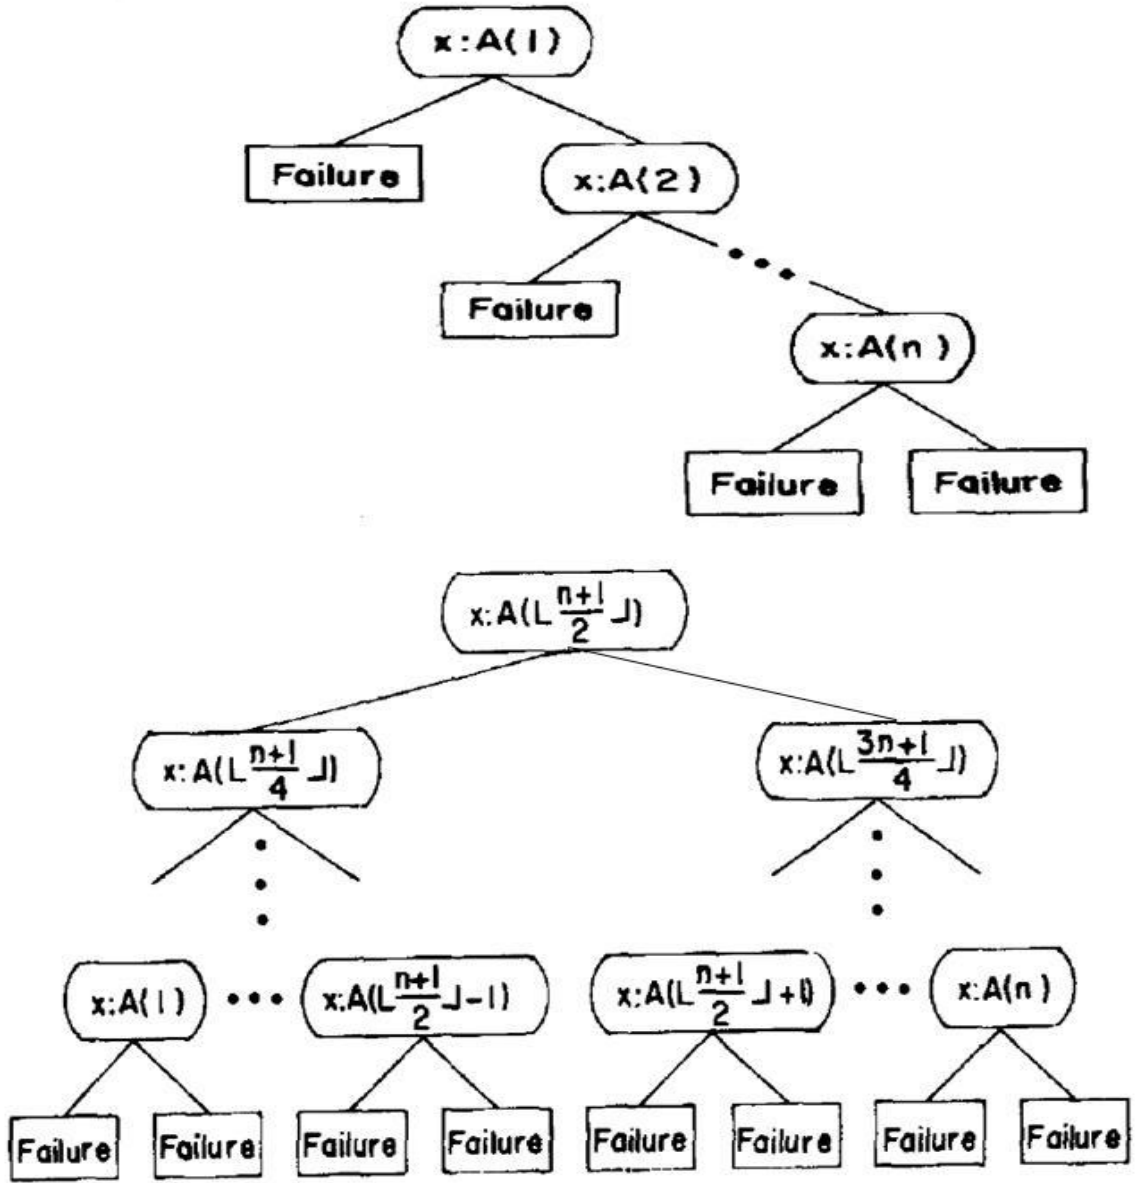 x:A(1)
Failure
x:A(2)
Failure
x:A(n)
Failure Failure
x:A(⌊(n+1)/2⌋)
x:A(⌊(n+1)/4⌋) x:A(⌊(3n+1)/4⌋)
x:A(1) ••• x:A(⌊(n+1)/2⌋-1) x:A(⌊(n+1)/2⌋+1) ••• x:A(n)
Failure Failure Failure Failure Failure Failure Failure Failure